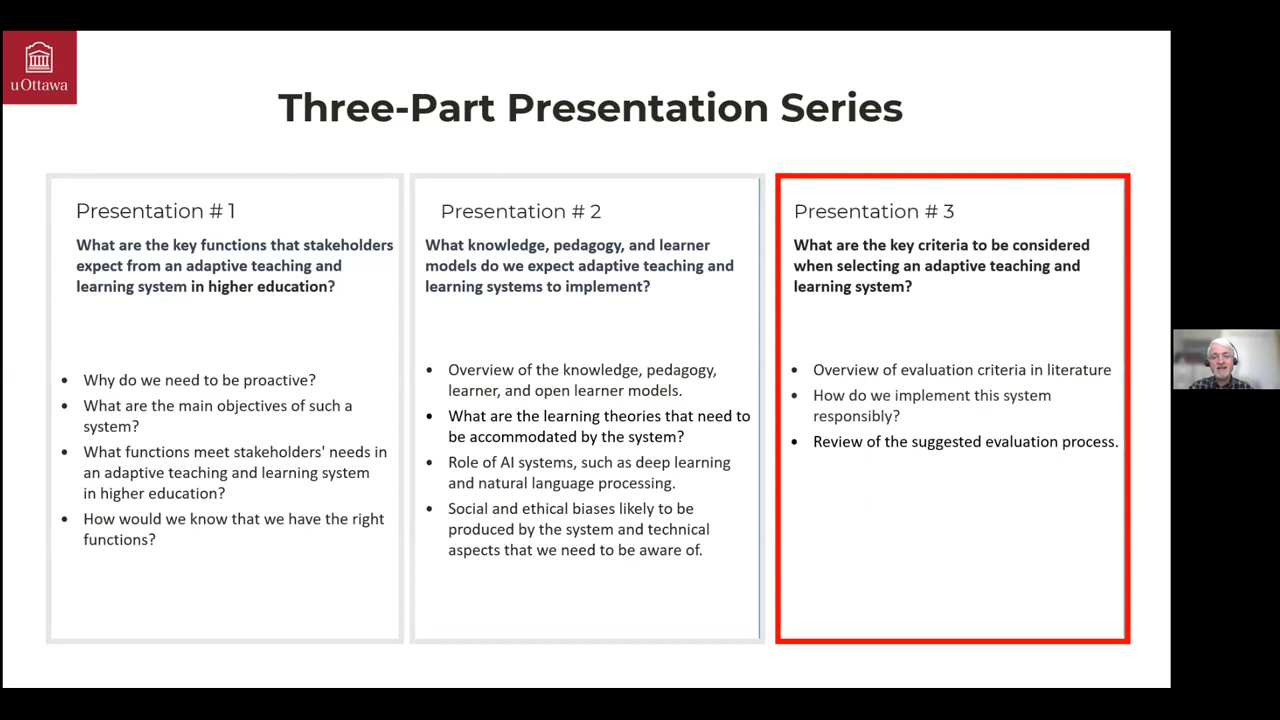 uOttawa
Three-Part Presentation Series
Presentation # 1
What are the key functions that stakeholders
expect from an adaptive teaching and
learning system in higher education?
• Why do we need to be proactive?
• What are the main objectives of such a
system?
• What functions meet stakeholders' needs in
an adaptive teaching and learning system
in higher education?
• How would we know that we have the right
functions?
Presentation # 2
What knowledge, pedagogy, and learner
models do we expect adaptive teaching and
learning systems to implement?
• Overview of the knowledge, pedagogy,
learner, and open learner models.
• What are the learning theories that need to
be accommodated by the system?
• Role of AI systems, such as deep learning
and natural language processing.
• Social and ethical biases likely to be
produced by the system and technical
aspects that we need to be aware of.
Presentation # 3
What are the key criteria to be considered
when selecting an adaptive teaching and
learning system?
• Overview of evaluation criteria in literature
• How do we implement this system
responsibly?
• Review of the suggested evaluation process.